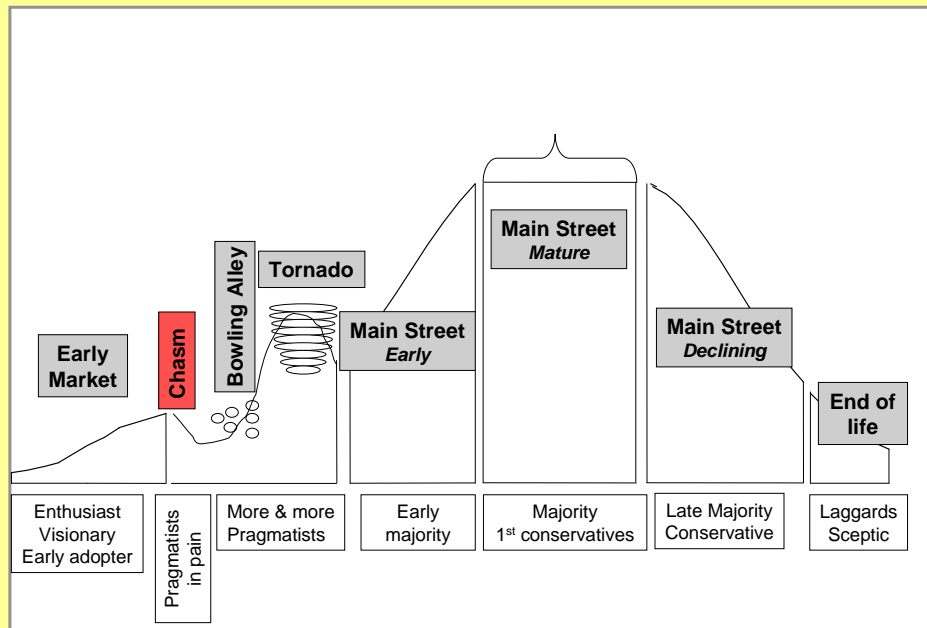 Early
Market
Chasm
Bowling Alley
Tornado
Main Street
Early
Main Street
Mature
Main Street
Declining
End of
life
Enthusiast
Visionary
Early adopter
Pragmatists
in pain
More & more
Pragmatists
Early
majority
Majority
1st conservatives
Late Majority
Conservative
Laggards
Sceptic